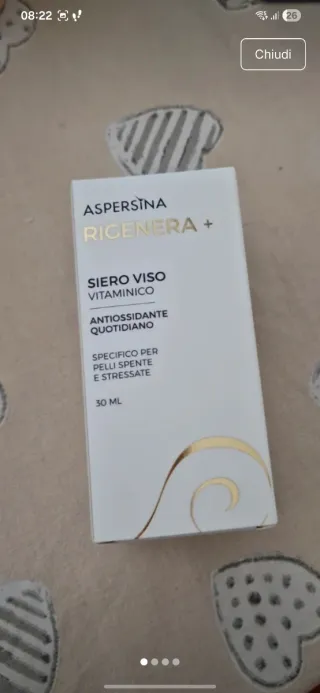 08:22
26
Chiudi
ASPERSINA
RIGENERA +
SIERO VISO
VITAMINICO
ANTIOSSIDANTE
QUOTIDIANO
SPECIFICO PER
PELLI SPENTE
E STRESSATE
30 ML